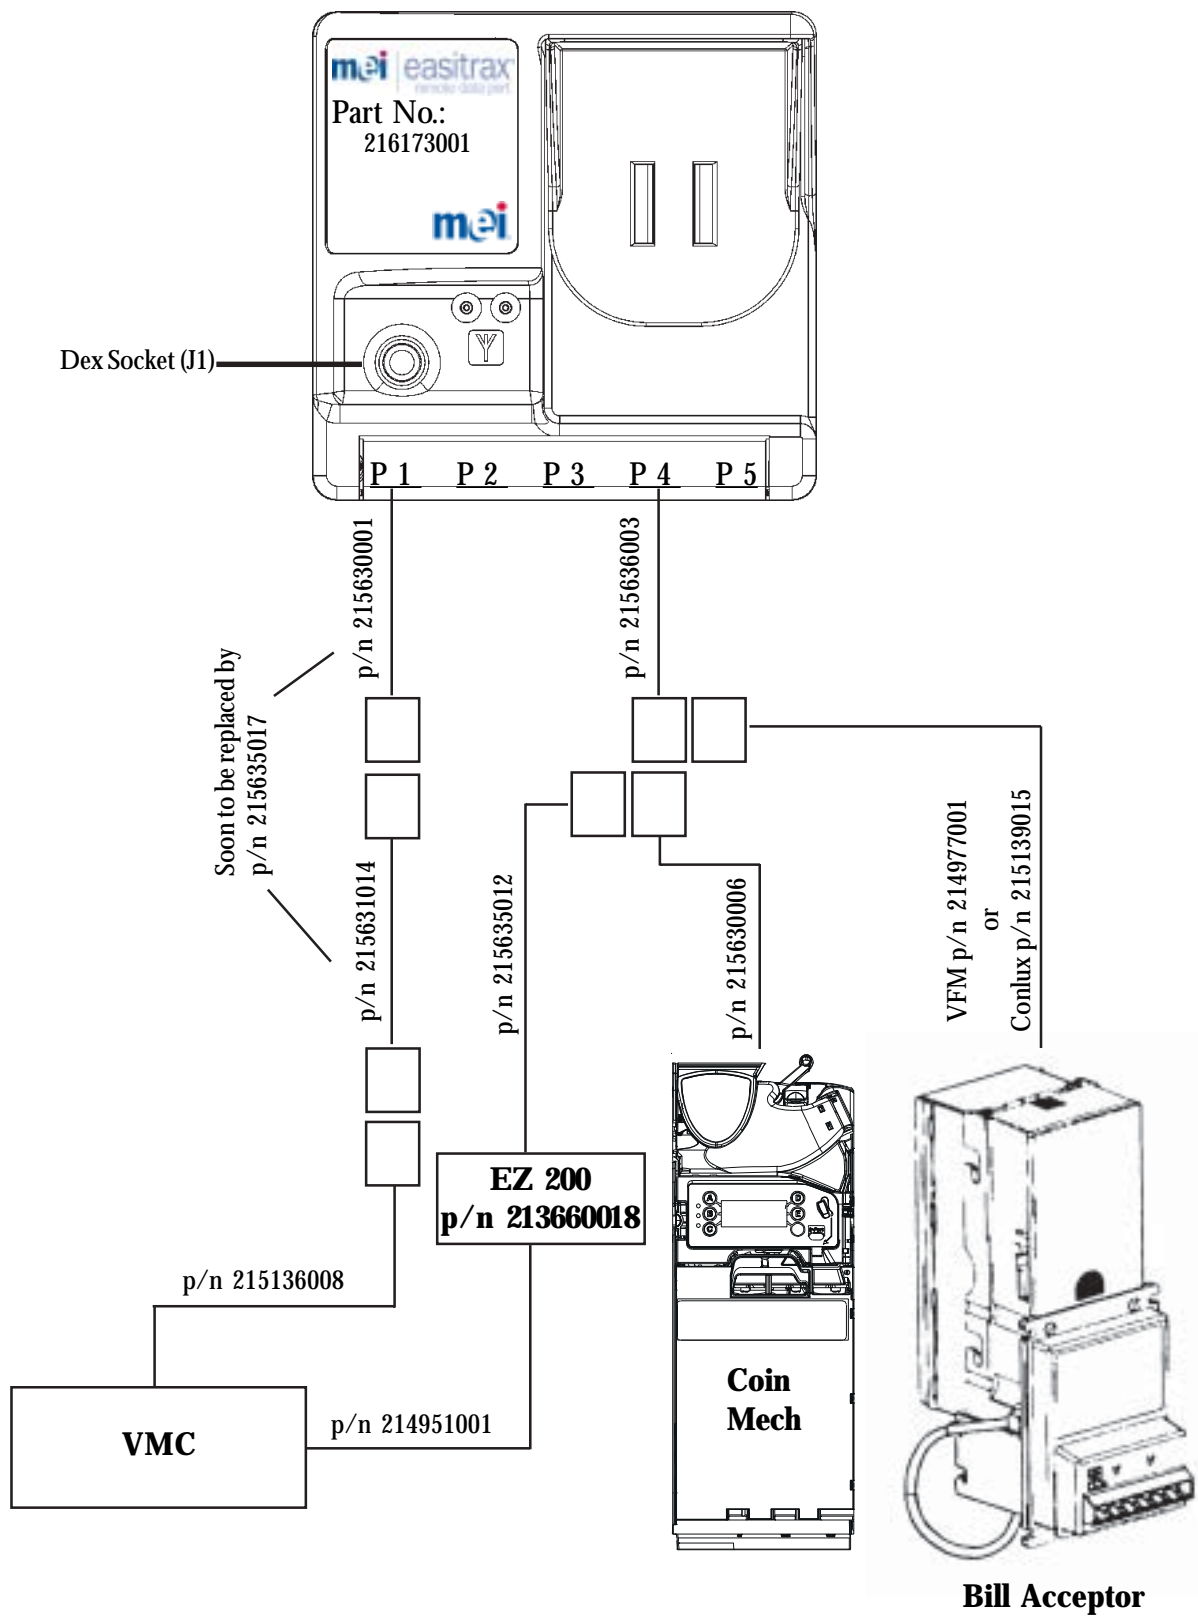 mei easitrax
remote data port
Part No.:
216173001
mei
Dex Socket (J1)
P 1 P 2 P 3 P 4 P 5
p/n 215630001
p/n 215636003
Soon to be replaced by
p/n 215635017
p/n 215631014
p/n 215635012
p/n 215630006
VFM p/n 214977001
or
Conlux p/n 215139015
EZ 200
p/n 213660018
A
B
C
D
E
p/n 215136008
VMC
p/n 214951001
Coin
Mech
Bill Acceptor